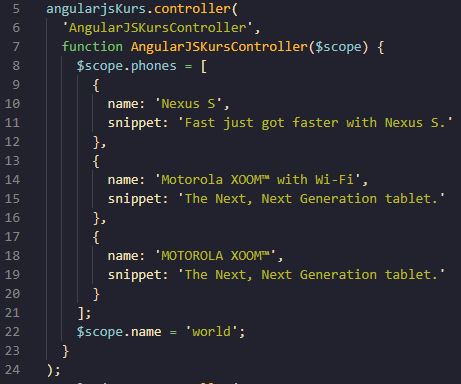 5 angularjsKurs.controller(
6 'AngularJSKursController',
7 function AngularJSKursController($scope) {
8 $scope.phones = [
9 {
10 name: 'Nexus S',
11 snippet: 'Fast just got faster with Nexus S.'
12 },
13 {
14 name: 'Motorola XOOM™ with Wi-Fi',
15 snippet: 'The Next, Next Generation tablet.'
16 },
17 {
18 name: 'MOTOROLA XOOM™',
19 snippet: 'The Next, Next Generation tablet.'
20 }
21 ];
22 $scope.name = 'world';
23 }
24 );